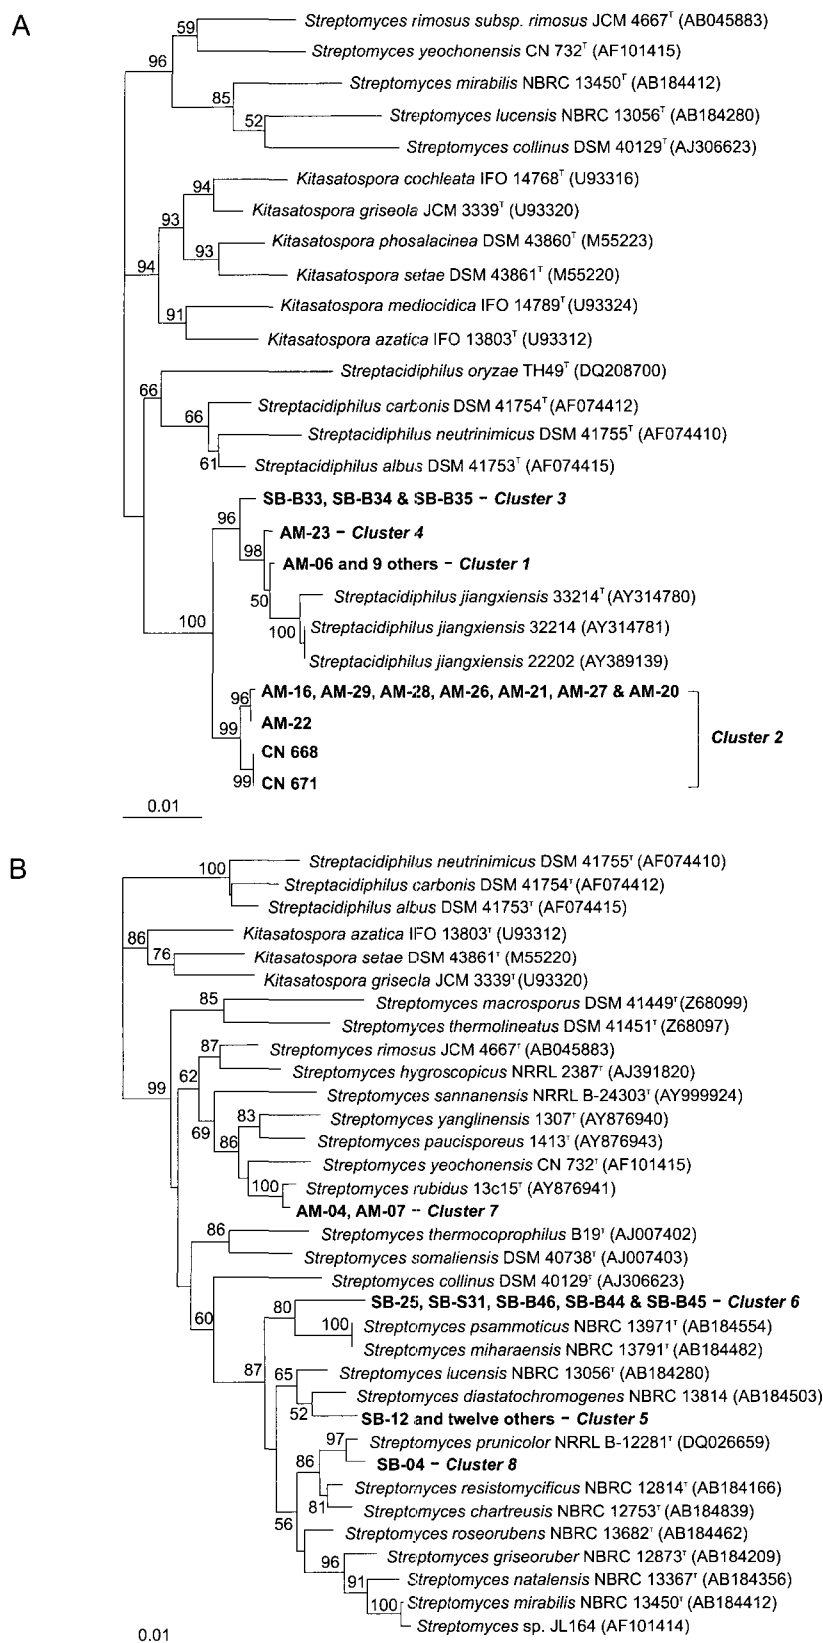 A
59
Streptomyces rimosus subsp. rimosus JCM 4667ᵀ (AB045883)
Streptomyces yeochonensis CN 732ᵀ (AF101415)
96
Streptomyces mirabilis NBRC 13450ᵀ (AB184412)
85
Streptomyces lucensis NBRC 13056ᵀ (AB184280)
52
Streptomyces collinus DSM 40129ᵀ (AJ306623)
Kitasatospora cochleata IFO 14768ᵀ (U93316)
94
Kitasatospora griseola JCM 3339ᵀ (U93320)
93
Kitasatospora phosalacinea DSM 43860ᵀ (M55223)
93
94
Kitasatospora setae DSM 43861ᵀ (M55220)
Kitasatospora mediocidica IFO 14789ᵀ (U93324)
91
Kitasatospora azatica IFO 13803ᵀ (U93312)
Streptacidiphilus oryzae TH49ᵀ (DQ208700)
66
Streptacidiphilus carbonis DSM 41754ᵀ (AF074412)
66
Streptacidiphilus neutrinimicus DSM 41755ᵀ (AF074410)
61
Streptacidiphilus albus DSM 41753ᵀ (AF074415)
SB-B33, SB-B34 & SB-B35 – Cluster 3
96
AM-23 – Cluster 4
98
AM-06 and 9 others – Cluster 1
50
Streptacidiphilus jiangxiensis 33214ᵀ (AY314780)
100
100
Streptacidiphilus jiangxiensis 32214 (AY314781)
Streptacidiphilus jiangxiensis 22202 (AY389139)
96
AM-16, AM-29, AM-28, AM-26, AM-21, AM-27 & AM-20
AM-22
99
Cluster 2
CN 668
99
CN 671
0.01
B
100
Streptacidiphilus neutrinimicus DSM 41755ᵀ (AF074410)
Streptacidiphilus carbonis DSM 41754ᵀ (AF074412)
Streptacidiphilus albus DSM 41753ᵀ (AF074415)
86
Kitasatospora azatica IFO 13803ᵀ (U93312)
76
Kitasatospora setae DSM 43861ᵀ (M55220)
Kitasatospora griseola JCM 3339ᵀ (U93320)
85
Streptomyces macrosporus DSM 41449ᵀ (Z68099)
Streptomyces thermolineatus DSM 41451ᵀ (Z68097)
87
Streptomyces rimosus JCM 4667ᵀ (AB045883)
62
Streptomyces hygroscopicus NRRL 2387ᵀ (AJ391820)
99
Streptomyces sannanensis NRRL B-24303ᵀ (AY999924)
83
Streptomyces yanglinensis 1307ᵀ (AY876940)
69
86
Streptomyces paucisporeus 1413ᵀ (AY876943)
Streptomyces yeochonensis CN 732ᵀ (AF101415)
100
Streptomyces rubidus 13c15ᵀ (AY876941)
AM-04, AM-07 – Cluster 7
86
Streptomyces thermocoprophilus B19ᵀ (AJ007402)
Streptomyces somaliensis DSM 40738ᵀ (AJ007403)
Streptomyces collinus DSM 40129ᵀ (AJ306623)
60
80
SB-25, SB-S31, SB-B46, SB-B44 & SB-B45 – Cluster 6
100
Streptomyces psammoticus NBRC 13971ᵀ (AB184554)
Streptomyces miharaensis NBRC 13791ᵀ (AB184482)
87
65
Streptomyces lucensis NBRC 13056ᵀ (AB184280)
Streptomyces diastatochromogenes NBRC 13814 (AB184503)
52
SB-12 and twelve others – Cluster 5
97
Streptomyces prunicolor NRRL B-12281ᵀ (DQ026659)
86
SB-04 – Cluster 8
Streptomyces resistomycificus NBRC 12814ᵀ (AB184166)
81
Streptomyces chartreusis NBRC 12753ᵀ (AB184839)
56
Streptomyces roseorubens NBRC 13682ᵀ (AB184462)
96
Streptomyces griseoruber NBRC 12873ᵀ (AB184209)
91
Streptomyces natalensis NBRC 13367ᵀ (AB184356)
100
Streptomyces mirabilis NBRC 13450ᵀ (AB184412)
Streptomyces sp. JL164 (AF101414)
0.01